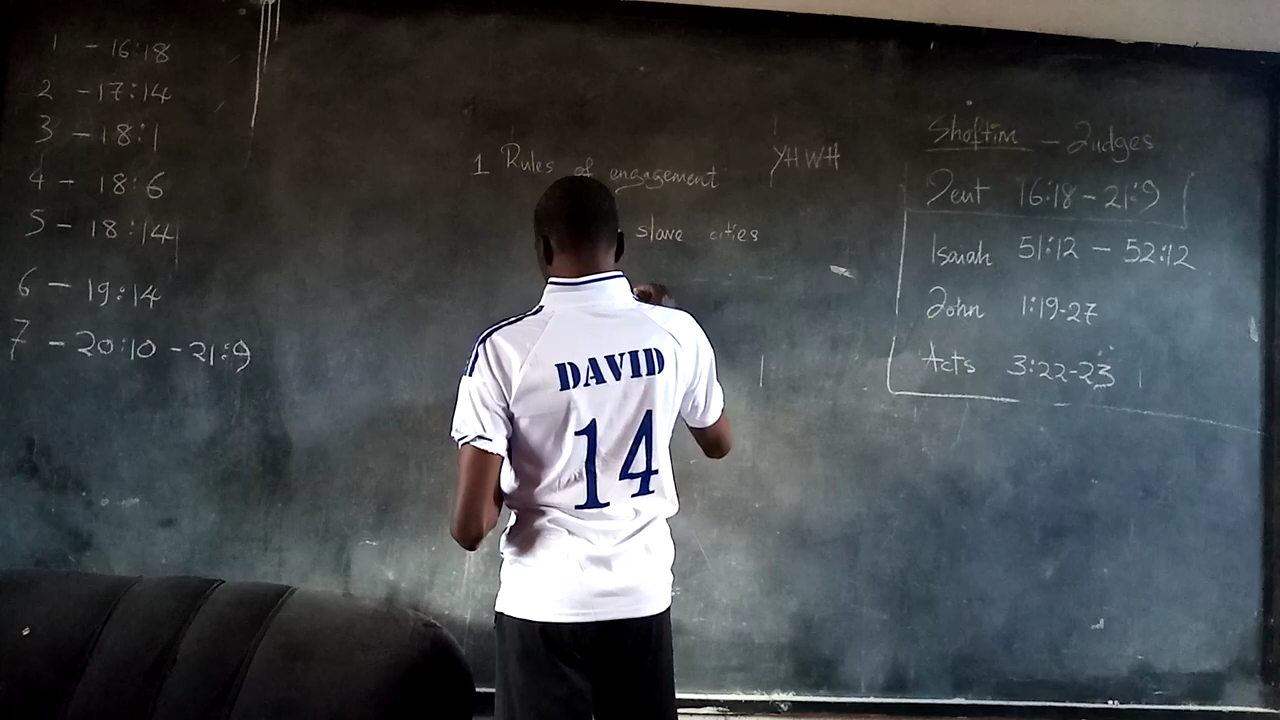 1 - 16:18
2 - 17:14
3 - 18:1
4 - 18:6
5 - 18:14
6 - 19:14
7 - 20:10 - 21:9
1 Rules of engagement YHWH
slave cities
DAVID
14
Shoftim - Judges
Deut 16:18 - 21:9
Isaiah 51:12 - 52:12
John 1:19-27
Acts 3:22-23